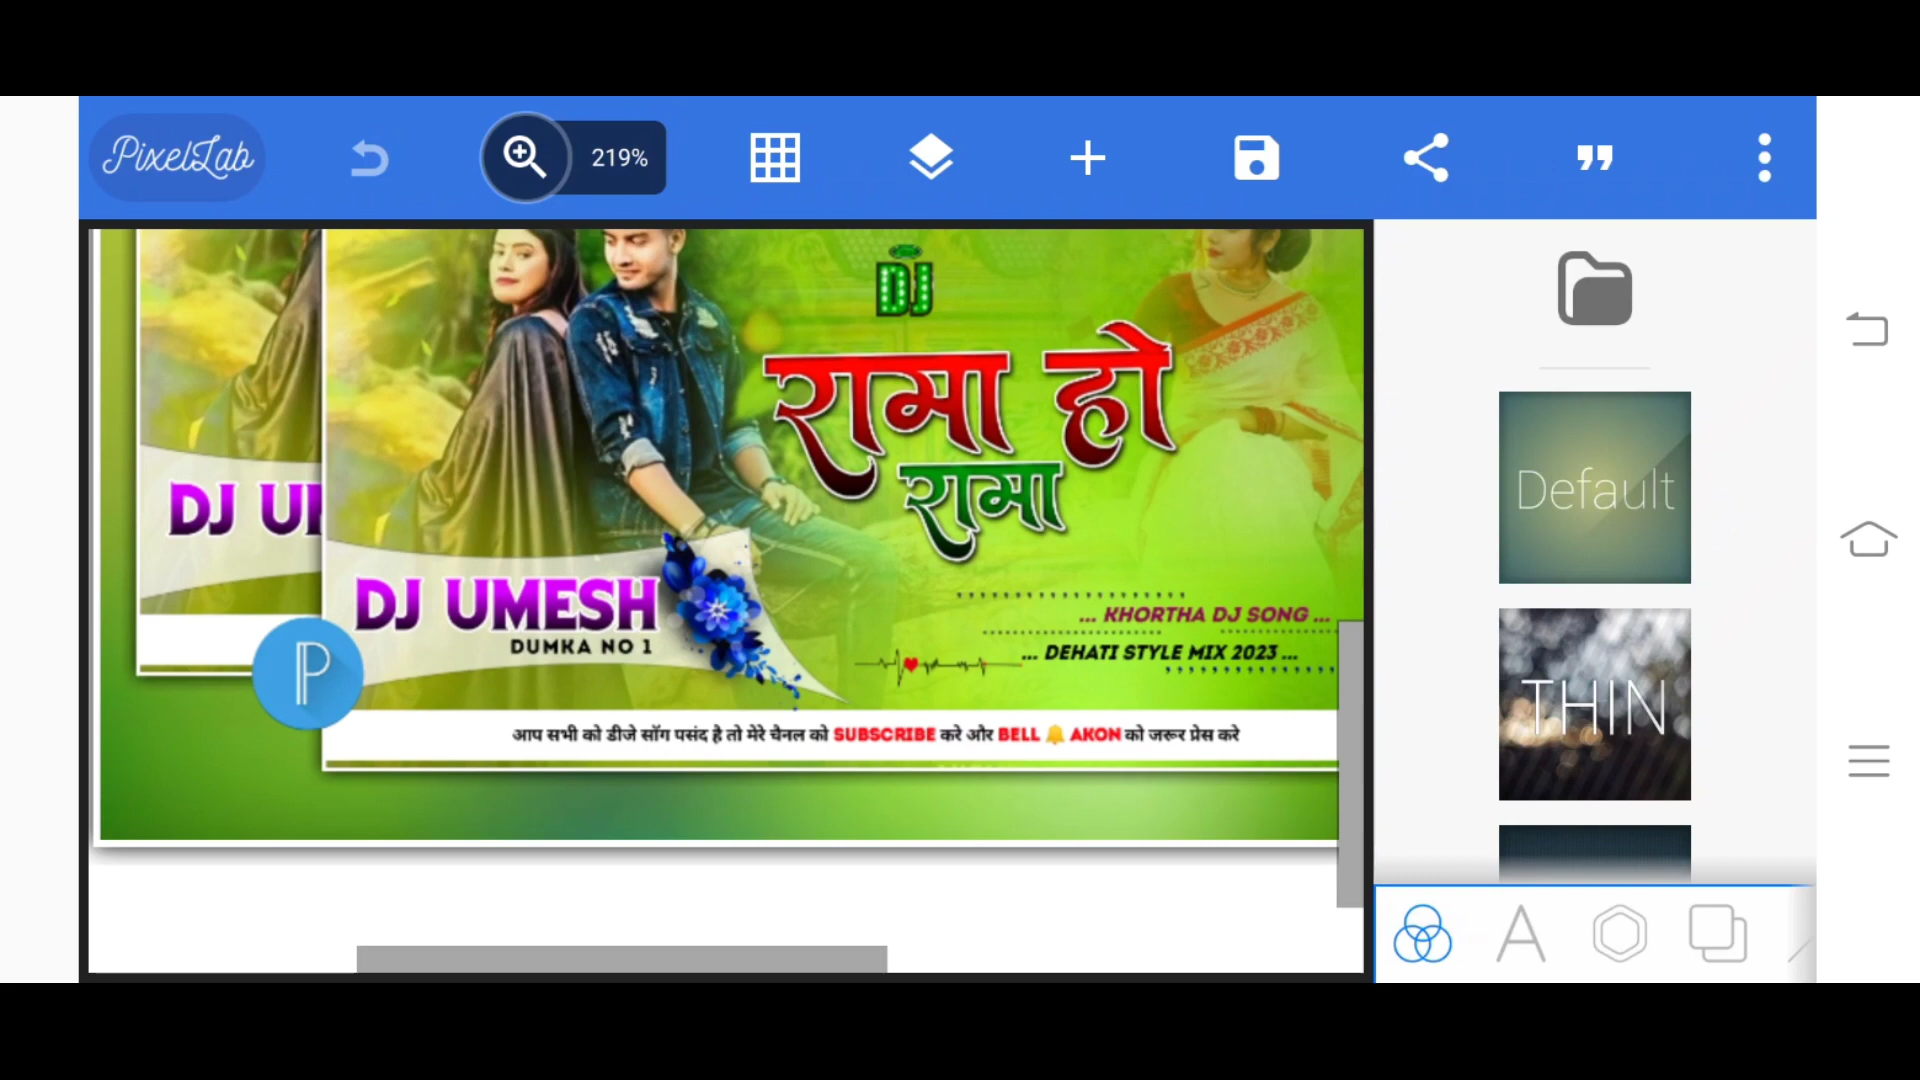 PixelLab
219%
DJ
रामा हो
रामा
DJ UM
DJ UMESH
DUMKA NO 1
... KHORTHA DJ SONG ...
... DEHATI STYLE MIX 2023 ...
आप सभी को डीजे सॉग पसंद है तो मेरे चैनल को SUBSCRIBE करे और BELL 🔔 AKON को जरूर प्रेस करे
Default
THIN